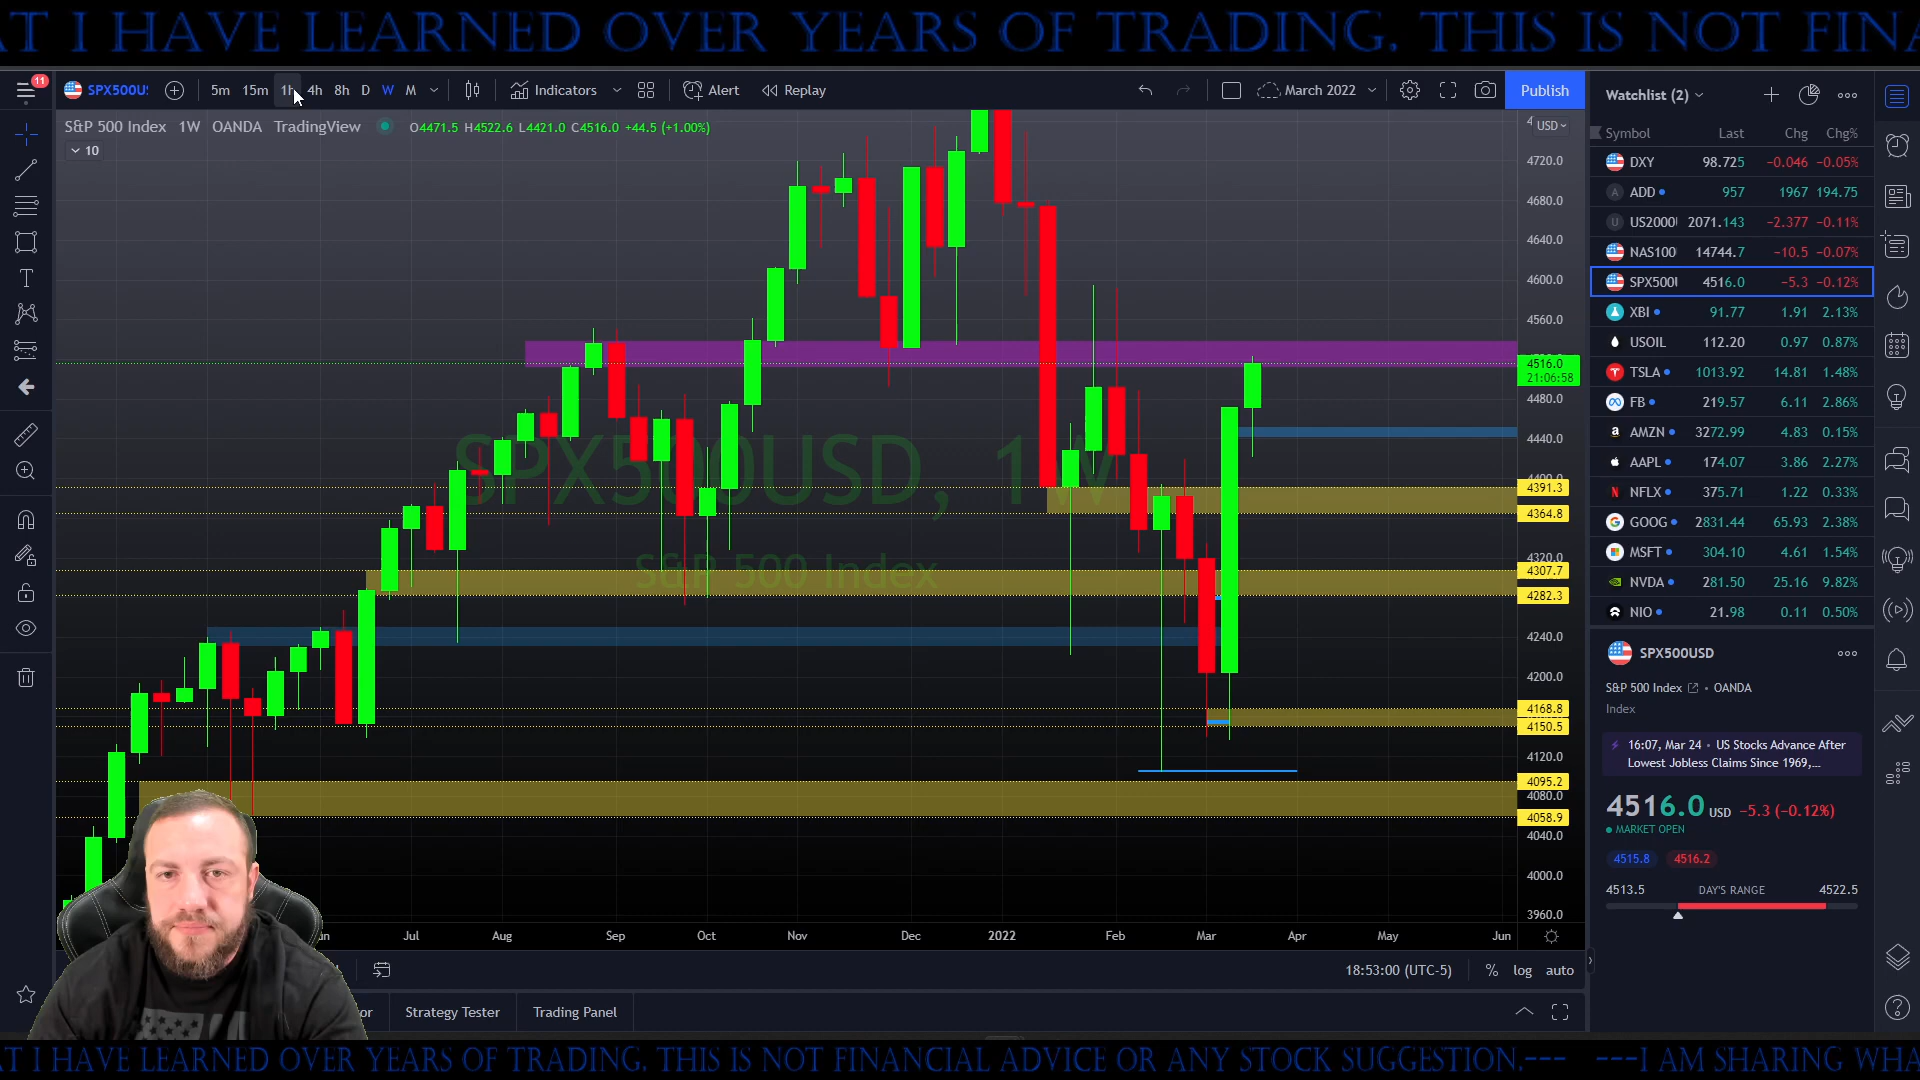 AT I HAVE LEARNED OVER YEARS OF TRADING. THIS IS NOT FINA
11
SPX500U
5m 15m 1h 4h 8h D W M
Indicators
Alert
Replay
March 2022
Publish
S&P 500 Index 1W OANDA TradingView
O4471.5 H4522.6 L4421.0 C4516.0 +44.5 (+1.00%)
10
USD
4720.0
4680.0
4640.0
4600.0
4560.0
4516.0
21:06:58
4480.0
4440.0
4391.3
4364.8
4320.0
4307.7
4282.3
4240.0
4200.0
4168.8
4150.5
4120.0
4095.2
4080.0
4058.9
4040.0
4000.0
3960.0
SPX500USD, 1W
S&P 500 Index
Jul Aug Sep Oct Nov Dec 2022 Feb Mar Apr May Jun
18:53:00 (UTC-5)
% log auto
Strategy Tester
Trading Panel
Watchlist (2)
Symbol Last Chg Chg%
DXY 98.725 −0.046 −0.05%
ADD 957 1967 194.75
US2000 2071.143 −2.377 −0.11%
NAS100 14744.7 −10.5 −0.07%
SPX500U 4516.0 −5.3 −0.12%
XBI 91.77 1.91 2.13%
USOIL 112.20 0.97 0.87%
TSLA 1013.92 14.81 1.48%
FB 219.57 6.11 2.86%
AMZN 3272.99 4.83 0.15%
AAPL 174.07 3.86 2.27%
NFLX 375.71 1.22 0.33%
GOOG 2831.44 65.93 2.38%
MSFT 304.10 4.61 1.54%
NVDA 281.50 25.16 9.82%
NIO 21.98 0.11 0.50%
SPX500USD
S&P 500 Index • OANDA
Index
16:07, Mar 24 • US Stocks Advance After
Lowest Jobless Claims Since 1969,...
4516.0 USD −5.3 (−0.12%)
MARKET OPEN
4515.8 4516.2
4513.5 DAY'S RANGE 4522.5
AT I HAVE LEARNED OVER YEARS OF TRADING. THIS IS NOT FINANCIAL ADVICE OR ANY STOCK SUGGESTION.--- ---I AM SHARING WHA